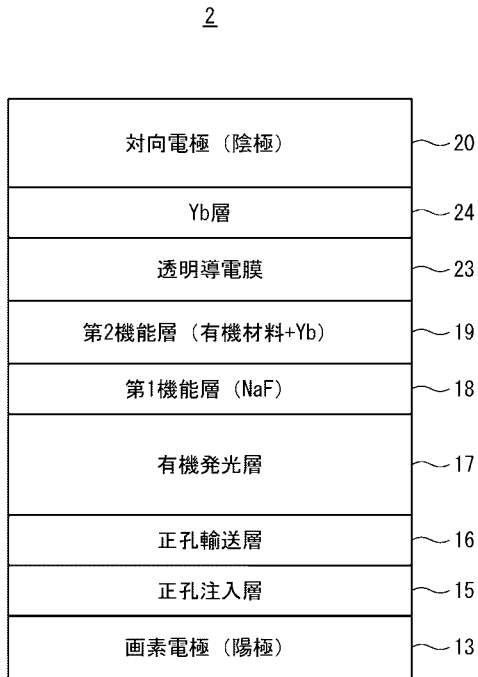 2
対向電極（陰極） 20
Yb層 24
透明導電膜 23
第2機能層（有機材料+Yb） 19
第1機能層（NaF） 18
有機発光層 17
正孔輸送層 16
正孔注入層 15
画素電極（陽極） 13